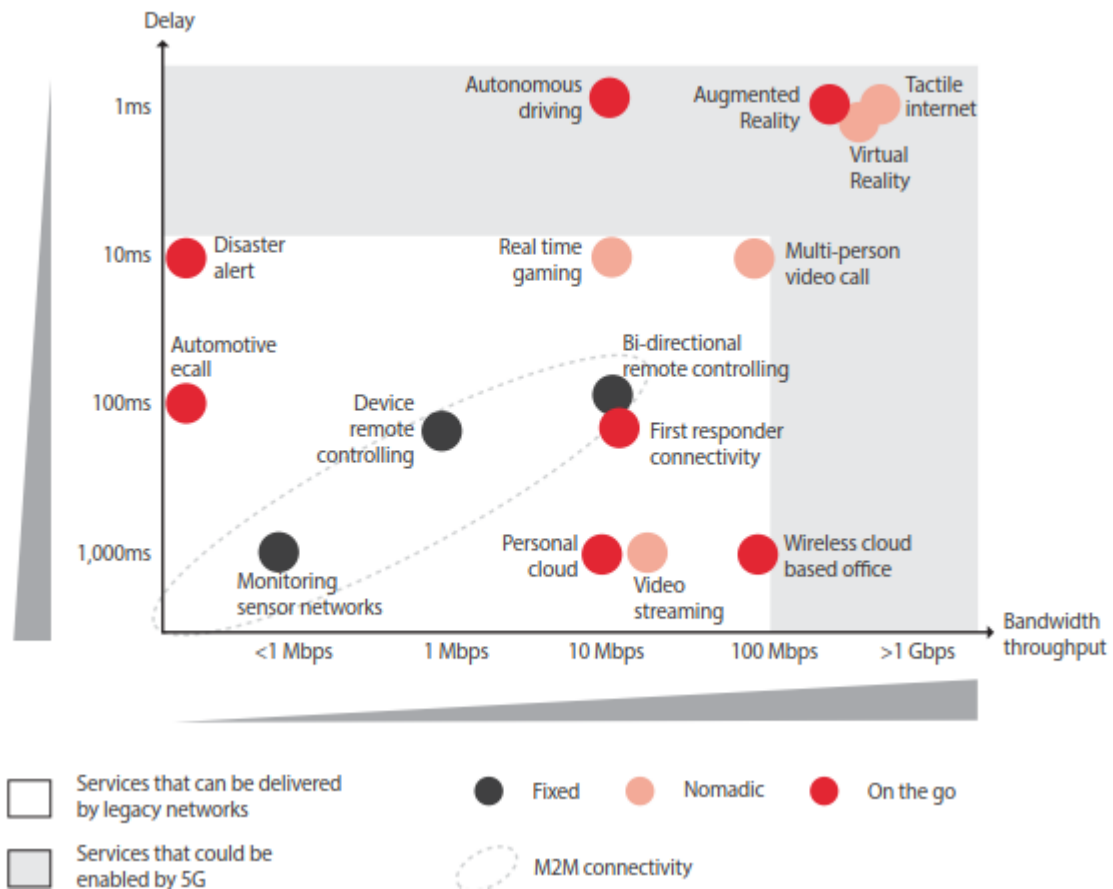 Delay
1ms
Autonomous
driving
Augmented
Reality
Tactile
internet
Virtual
Reality
10ms
Disaster
alert
Real time
gaming
Multi-person
video call
Automotive
ecall
Bi-directional
remote controlling
100ms
Device
remote
controlling
First responder
connectivity
1,000ms
Monitoring
sensor networks
Personal
cloud
Video
streaming
Wireless cloud
based office
Bandwidth
throughput
<1 Mbps
1 Mbps
10 Mbps
100 Mbps
>1 Gbps
Services that can be delivered
by legacy networks
Fixed
Nomadic
On the go
Services that could be
enabled by 5G
M2M connectivity